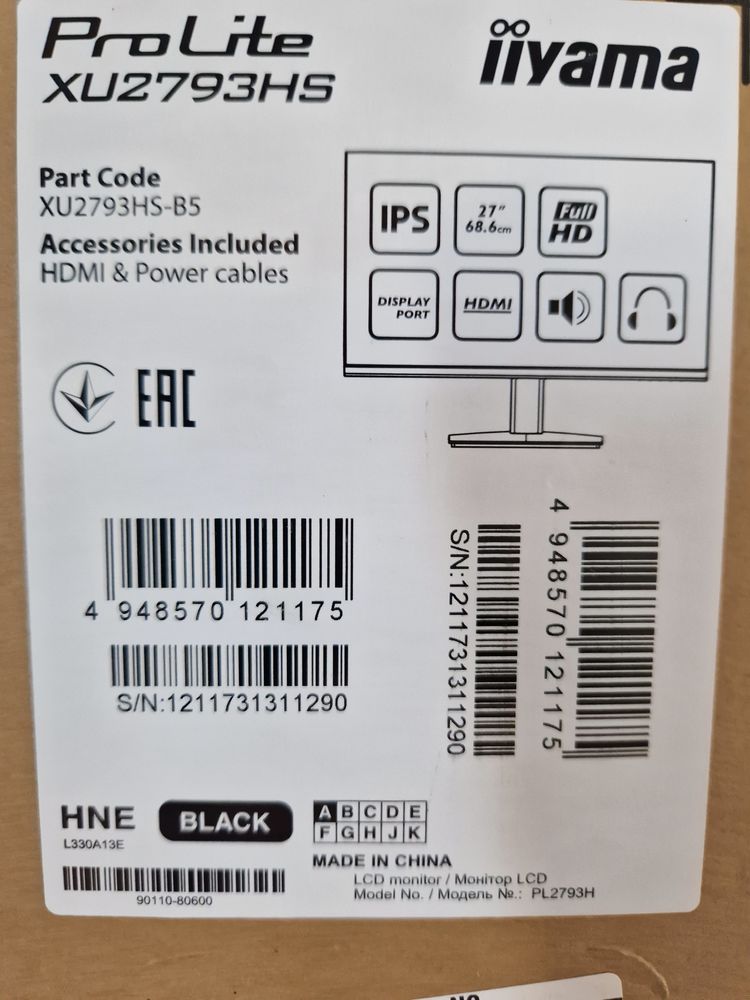 ProLite
XU2793HS
iiyama
Part Code
XU2793HS-B5
Accessories Included
HDMI & Power cables
IPS
27"
68.6cm
Full
HD
DISPLAY
PORT
HDMI
EAC
4 948570 121175
S/N:1211731311290
S/N:1211731311290
4 948570 121175
HNE
BLACK
A B C D E
F G H J K
L330A13E
MADE IN CHINA
LCD monitor / Монітор LCD
Model No. / Модель №.: PL2793H
90110-80600